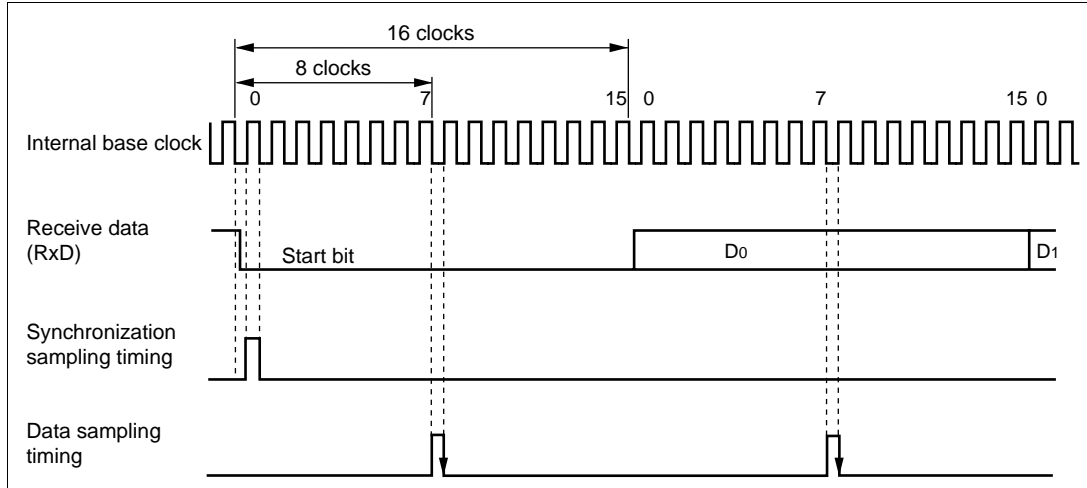 16 clocks
8 clocks
0 7 15 0 7 15 0
Internal base clock
Receive data
(RxD)
Start bit D0 D1
Synchronization
sampling timing
Data sampling
timing